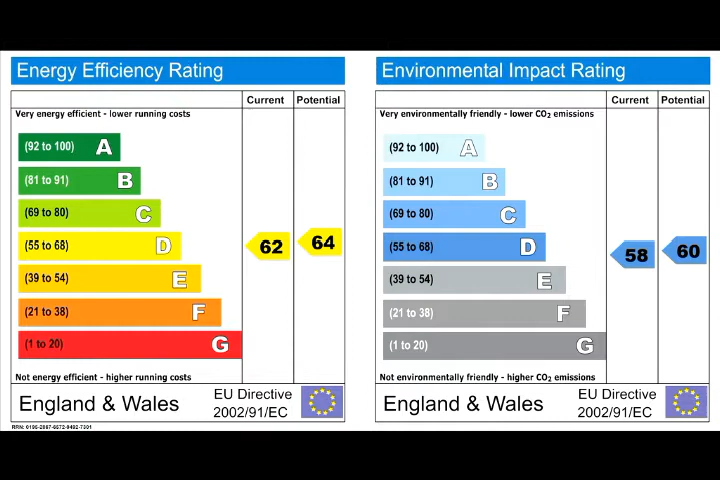 Energy Efficiency Rating
Current Potential
Very energy efficient - lower running costs
(92 to 100) A
(81 to 91) B
(69 to 80) C
(55 to 68) D
(39 to 54) E
(21 to 38) F
(1 to 20) G
62 64
Not energy efficient - higher running costs
England & Wales
EU Directive
2002/91/EC
Environmental Impact Rating
Current Potential
Very environmentally friendly - lower CO2 emissions
(92 to 100) A
(81 to 91) B
(69 to 80) C
(55 to 68) D
(39 to 54) E
(21 to 38) F
(1 to 20) G
58 60
Not environmentally friendly - higher CO2 emissions
England & Wales
EU Directive
2002/91/EC